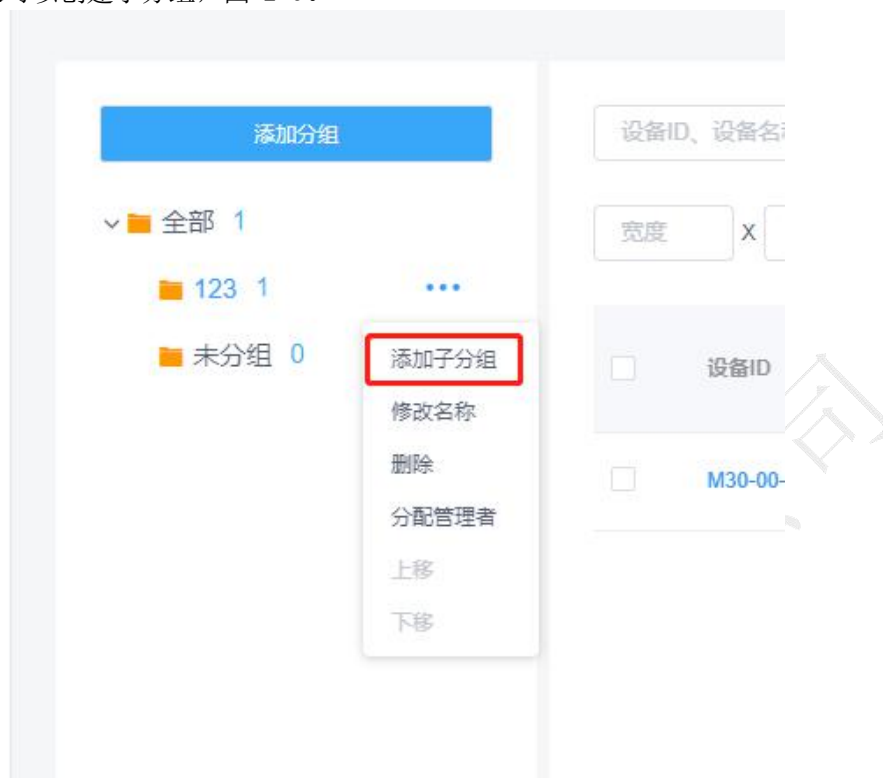 添加分组
设备ID、设备名
全部 1
宽度
X
123 1
•••
未分组 0
添加子分组
设备ID
修改名称
删除
M30-00-
分配管理者
上移
下移